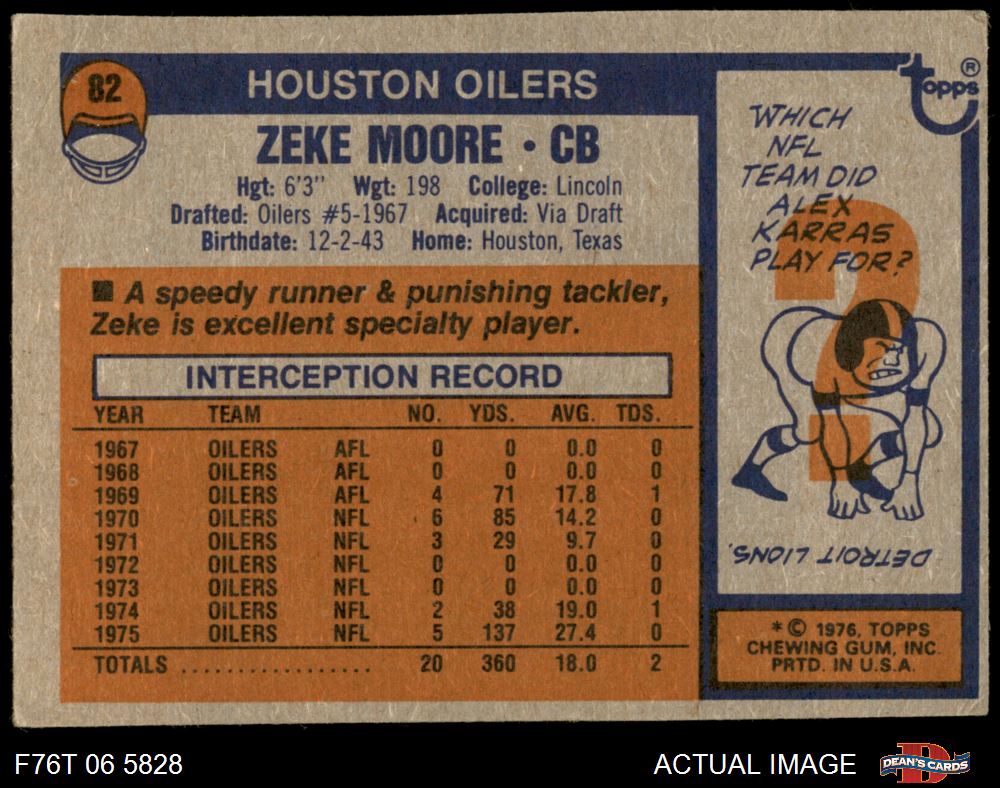 82
HOUSTON OILERS
ZEKE MOORE • CB
Hgt: 6'3" Wgt: 198 College: Lincoln
Drafted: Oilers #5-1967 Acquired: Via Draft
Birthdate: 12-2-43 Home: Houston, Texas
■ A speedy runner & punishing tackler,
Zeke is excellent specialty player.
INTERCEPTION RECORD
YEAR TEAM NO. YDS. AVG. TDS.
1967 OILERS AFL 0 0 0.0 0
1968 OILERS AFL 0 0 0.0 0
1969 OILERS AFL 4 71 17.8 1
1970 OILERS NFL 6 85 14.2 0
1971 OILERS NFL 3 29 9.7 0
1972 OILERS NFL 0 0 0.0 0
1973 OILERS NFL 0 0 0.0 0
1974 OILERS NFL 2 38 19.0 1
1975 OILERS NFL 5 137 27.4 0
TOTALS .................. 20 360 18.0 2
topps ®
WHICH
NFL
TEAM DID
ALEX
KARRAS
PLAY FOR?
?
DETROIT LIONS.
* © 1976, TOPPS
CHEWING GUM, INC.
PRTD. IN U.S.A.
F76T 06 5828
ACTUAL IMAGE
D
DEAN'S CARDS